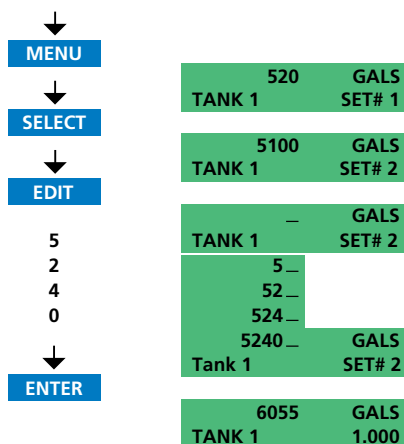 MENU
520 GALS
TANK 1 SET# 1
SELECT
5100 GALS
TANK 1 SET# 2
EDIT
_ GALS
5 TANK 1 SET# 2
2 5_
4 52_
0 524_
5240_ GALS
Tank 1 SET# 2
ENTER
6055 GALS
TANK 1 1.000